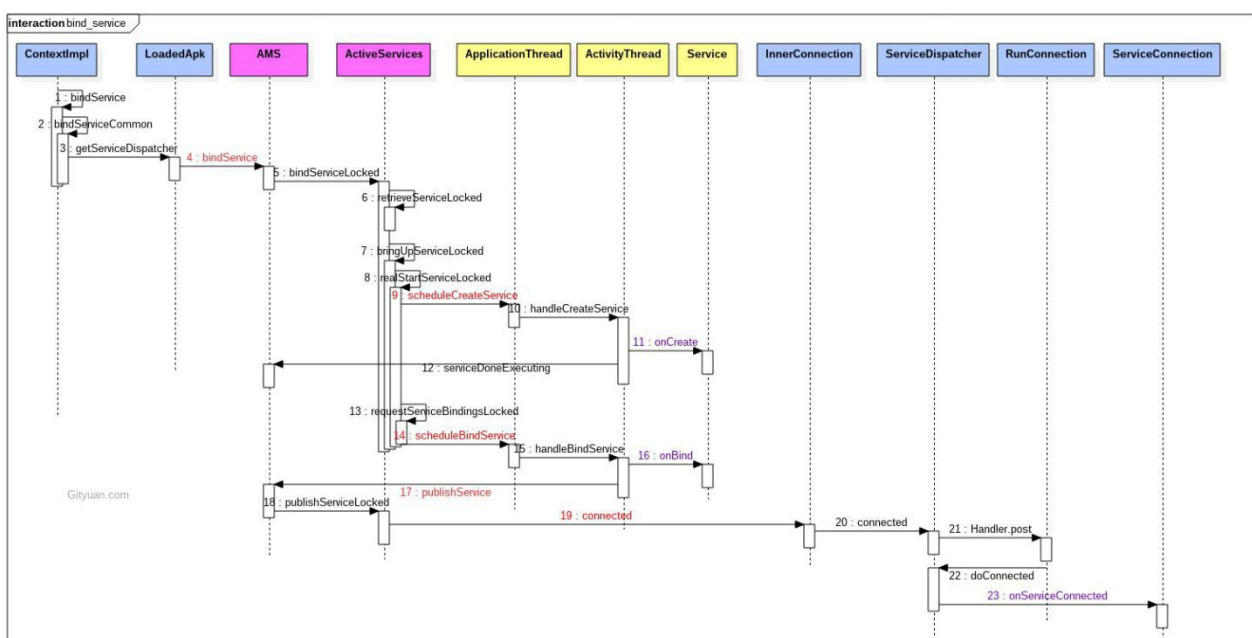 interaction bind_service
ContextImpl
LoadedApk
AMS
ActiveServices
ApplicationThread
ActivityThread
Service
InnerConnection
ServiceDispatcher
RunConnection
ServiceConnection
1 : bindService
2 : bindServiceCommon
3 : getServiceDispatcher
4 : bindService
5 : bindServiceLocked
6 : retrieveServiceLocked
7 : bringUpServiceLocked
8 : realStartServiceLocked
9 : scheduleCreateService
10 : handleCreateService
11 : onCreate
12 : serviceDoneExecuting
13 : requestServiceBindingsLocked
14 : scheduleBindService
15 : handleBindService
16 : onBind
17 : publishService
18 : publishServiceLocked
19 : connected
20 : connected
21 : Handler.post
22 : doConnected
23 : onServiceConnected
Gityuan.com